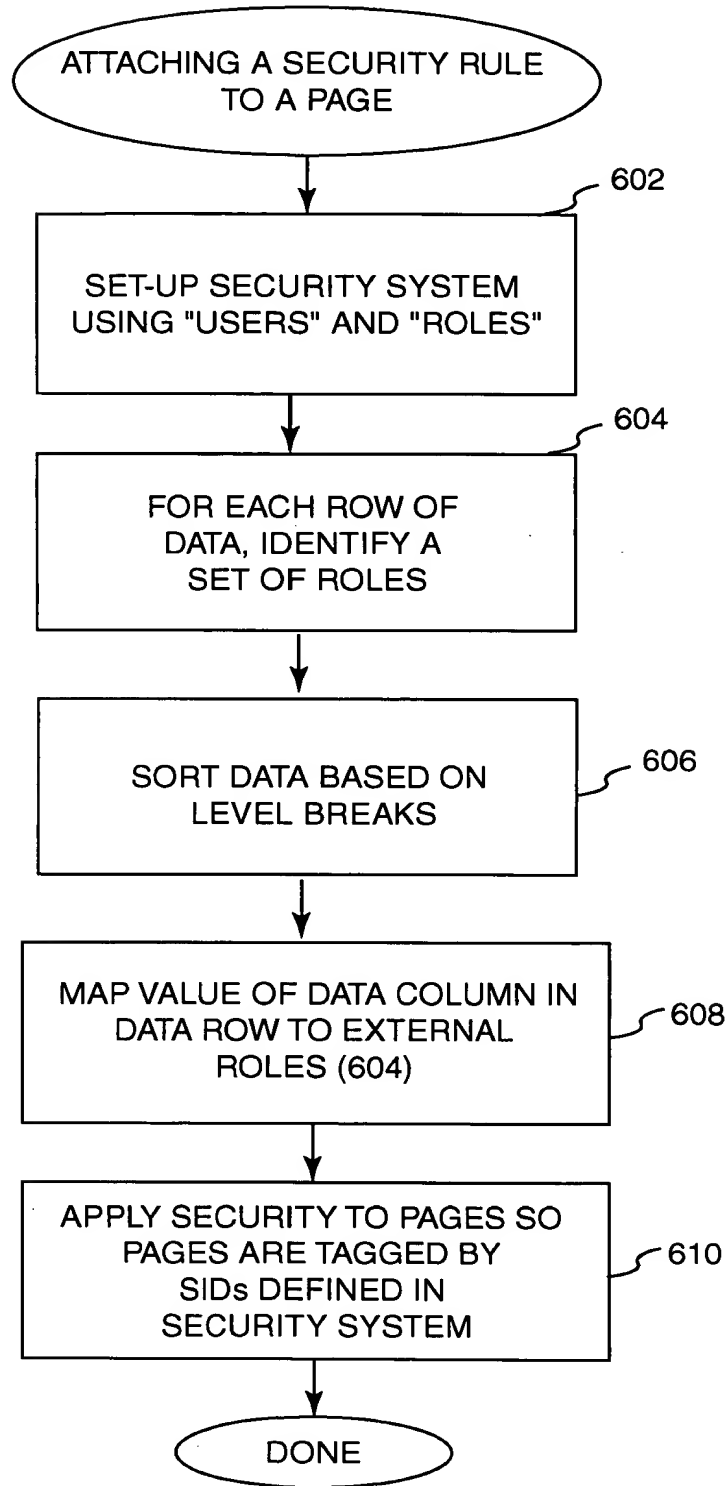 ATTACHING A SECURITY RULE
TO A PAGE
602
SET-UP SECURITY SYSTEM
USING "USERS" AND "ROLES"
604
FOR EACH ROW OF
DATA, IDENTIFY A
SET OF ROLES
SORT DATA BASED ON
LEVEL BREAKS
606
MAP VALUE OF DATA COLUMN IN
DATA ROW TO EXTERNAL
ROLES (604)
608
APPLY SECURITY TO PAGES SO
PAGES ARE TAGGED BY
SIDs DEFINED IN
SECURITY SYSTEM
610
DONE